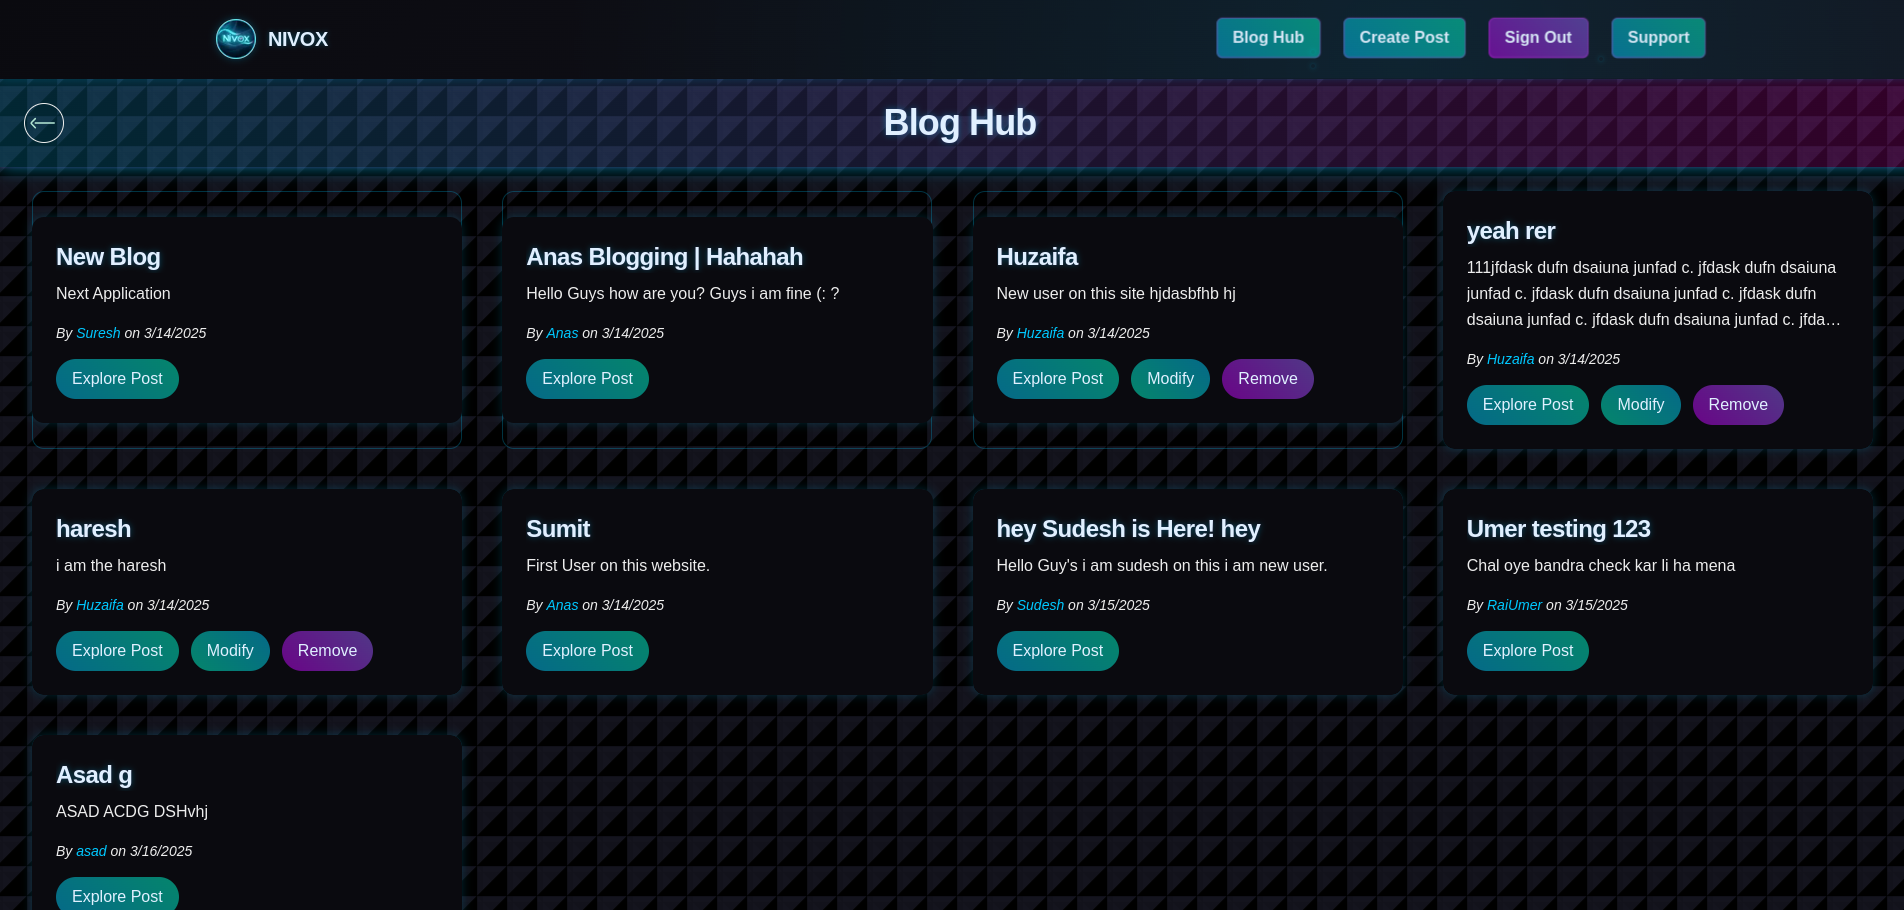 NIVOX
NIVOX
Blog Hub
Create Post
Sign Out
Support
Blog Hub
New Blog
Next Application
By Suresh on 3/14/2025
Explore Post
Anas Blogging | Hahahah
Hello Guys how are you? Guys i am fine (: ?
By Anas on 3/14/2025
Explore Post
Huzaifa
New user on this site hjdasbfhb hj
By Huzaifa on 3/14/2025
Explore Post
Modify
Remove
yeah rer
111jfdask dufn dsaiuna junfad c. jfdask dufn dsaiuna
junfad c. jfdask dufn dsaiuna junfad c. jfdask dufn
dsaiuna junfad c. jfdask dufn dsaiuna junfad c. jfda…
By Huzaifa on 3/14/2025
Explore Post
Modify
Remove
haresh
i am the haresh
By Huzaifa on 3/14/2025
Explore Post
Modify
Remove
Sumit
First User on this website.
By Anas on 3/14/2025
Explore Post
hey Sudesh is Here! hey
Hello Guy's i am sudesh on this i am new user.
By Sudesh on 3/15/2025
Explore Post
Umer testing 123
Chal oye bandra check kar li ha mena
By RaiUmer on 3/15/2025
Explore Post
Asad g
ASAD ACDG DSHvhj
By asad on 3/16/2025
Explore Post